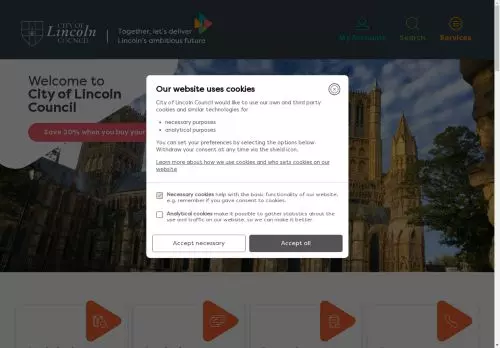 CITY OF
Lincoln
COUNCIL
Together, let's deliver
Lincoln's ambitious future
My Account
Search
Services
Welcome to
City of Lincoln
Council
Save 20% when you buy your
Our website uses cookies
City of Lincoln Council would like to use our own and third party
cookies and similar technologies for
necessary purposes
analytical purposes
You can set your preferences by selecting the options below.
Withdraw your consent at any time via the shield icon.
Learn more about how we use cookies and who sets cookies on our
website
Necessary cookies help with the basic functionality of our website,
e.g. remember if you gave consent to cookies.
Analytical cookies make it possible to gather statistics about the
use and traffic on our website, so we can make it better.
Accept necessary
Accept all